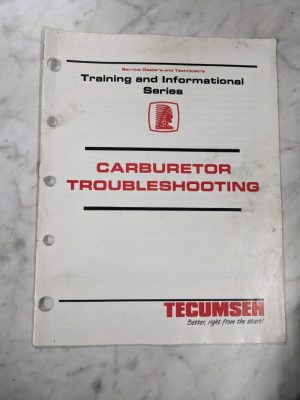 Service Dealer's and Technician's
Training and Informational
Series
CARBURETOR
TROUBLESHOOTING
TECUMSEH
Better, right from the start!